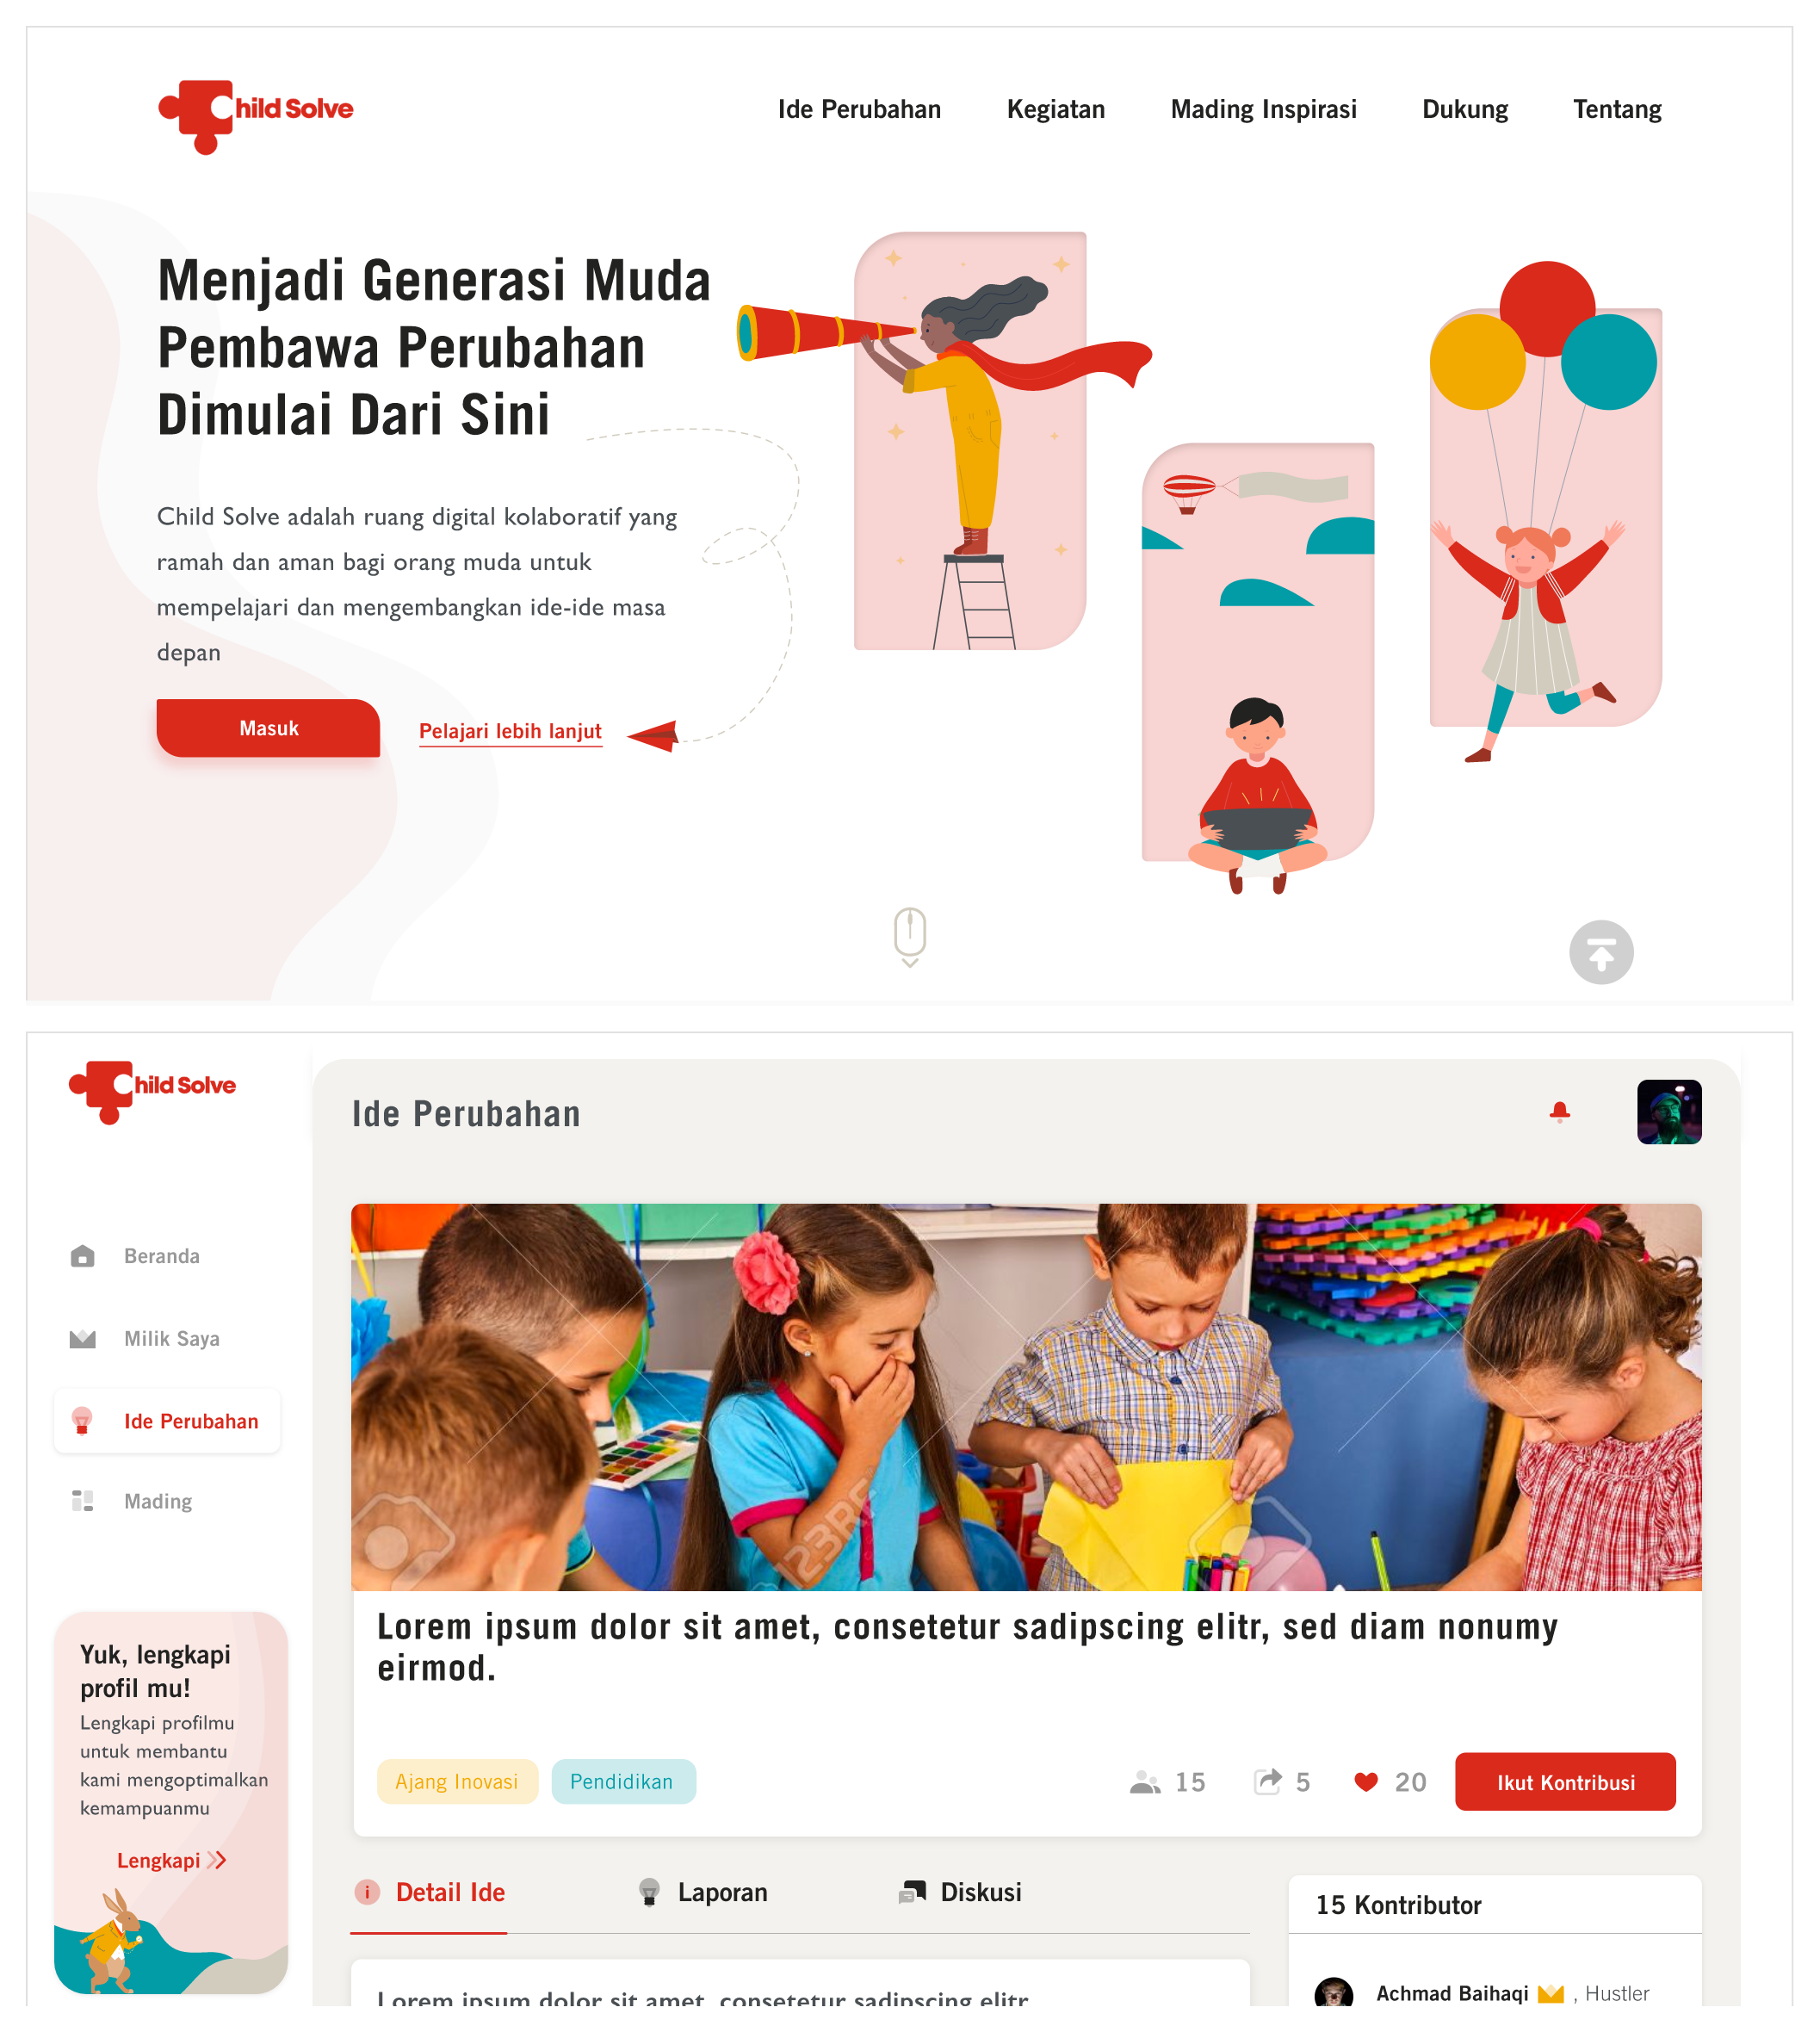 Child Solve
Ide Perubahan
Kegiatan
Mading Inspirasi
Dukung
Tentang
Menjadi Generasi Muda
Pembawa Perubahan
Dimulai Dari Sini
Child Solve adalah ruang digital kolaboratif yang
ramah dan aman bagi orang muda untuk
mempelajari dan mengembangkan ide-ide masa
depan
Masuk
Pelajari lebih lanjut
Child Solve
Ide Perubahan
Beranda
Milik Saya
Ide Perubahan
Mading
Yuk, lengkapi
profil mu!
Lengkapi profilmu
untuk membantu
kami mengoptimalkan
kemampuanmu
Lengkapi
123RF
Lorem ipsum dolor sit amet, consetetur sadipscing elitr, sed diam nonumy
eirmod.
Ajang Inovasi
Pendidikan
15
5
20
Ikut Kontribusi
Detail Ide
Laporan
Diskusi
Lorem ipsum dolor sit amet, consetetur sadipscing elitr
15 Kontributor
Achmad Baihaqi , Hustler